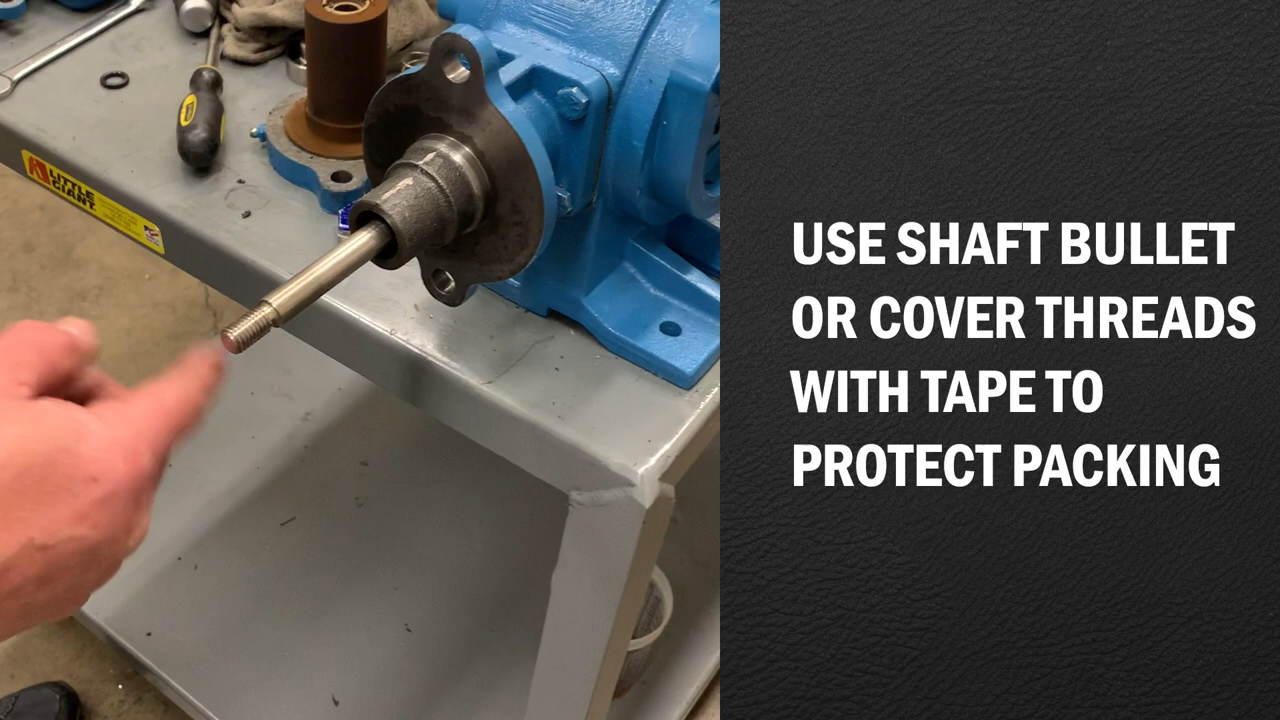 LITTLE
GIANT
USE SHAFT BULLET
OR COVER THREADS
WITH TAPE TO
PROTECT PACKING